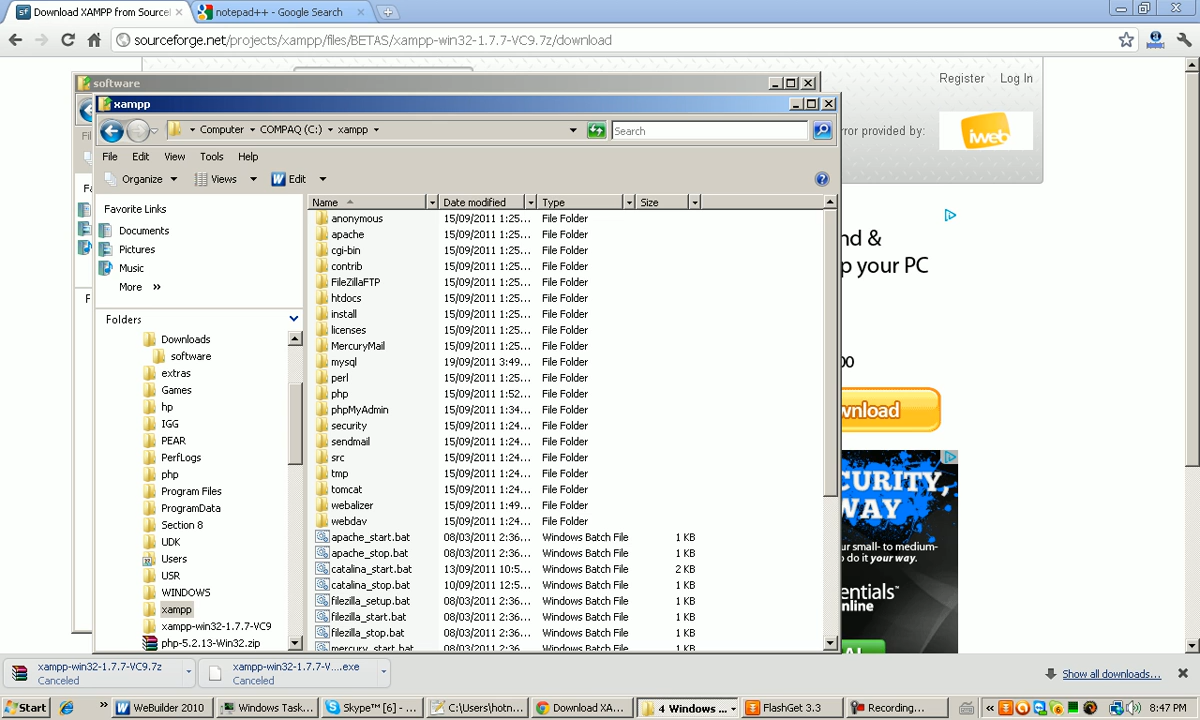 Download XAMPP from Sourcel
notepad++ - Google Search
sourceforge.net/projects/xampp/files/BETAS/xampp-win32-1.7.7-VC9.7z/download
Register Log In
software
xampp
Computer COMPAQ (C:) xampp
Search
rror provided by:
iweb
File Edit View Tools Help
Organize Views Edit
Favorite Links
Documents
Pictures
Music
More »
Folders
Downloads
software
extras
Games
hp
IGG
PEAR
PerfLogs
php
Program Files
ProgramData
Section 8
UDK
Users
USR
WINDOWS
xampp
xampp-win32-1.7.7-VC9
php-5.2.13-Win32.zip
Name Date modified Type Size
anonymous 15/09/2011 1:25... File Folder
apache 15/09/2011 1:25... File Folder
cgi-bin 15/09/2011 1:25... File Folder
contrib 15/09/2011 1:25... File Folder
FileZillaFTP 15/09/2011 1:25... File Folder
htdocs 15/09/2011 1:25... File Folder
install 15/09/2011 1:25... File Folder
licenses 15/09/2011 1:25... File Folder
MercuryMail 15/09/2011 1:25... File Folder
mysql 19/09/2011 3:49... File Folder
perl 15/09/2011 1:25... File Folder
php 15/09/2011 1:52... File Folder
phpMyAdmin 15/09/2011 1:34... File Folder
security 15/09/2011 1:24... File Folder
sendmail 15/09/2011 1:24... File Folder
src 15/09/2011 1:24... File Folder
tmp 15/09/2011 1:24... File Folder
tomcat 15/09/2011 1:24... File Folder
webalizer 15/09/2011 1:49... File Folder
webdav 15/09/2011 1:24... File Folder
apache_start.bat 08/03/2011 2:36... Windows Batch File 1 KB
apache_stop.bat 08/03/2011 2:36... Windows Batch File 1 KB
catalina_start.bat 13/09/2011 10:5... Windows Batch File 2 KB
catalina_stop.bat 10/09/2011 12:5... Windows Batch File 1 KB
filezilla_setup.bat 08/03/2011 2:36... Windows Batch File 1 KB
filezilla_start.bat 08/03/2011 2:36... Windows Batch File 1 KB
filezilla_stop.bat 08/03/2011 2:36... Windows Batch File 1 KB
mercury_start.bat 08/03/2011 2:36... Windows Batch File 1 KB
nd &
p your PC
00
wnload
CURITY,
WAY
ur small- to medium-
o do it your way.
entials™
nline
xampp-win32-1.7.7-VC9.7z
Canceled
xampp-win32-1.7.7-V....exe
Canceled
Show all downloads...
Start
WeBuilder 2010
Windows Task...
Skype™ [6] - ...
C:\Users\hotn...
Download XA...
4 Windows ...
FlashGet 3.3
Recording...
8:47 PM